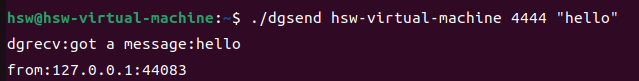 hsw@hsw-virtual-machine:~$ ./dgsend hsw-virtual-machine 4444 "hello"
dgrecv:got a message:hello
from:127.0.0.1:44083